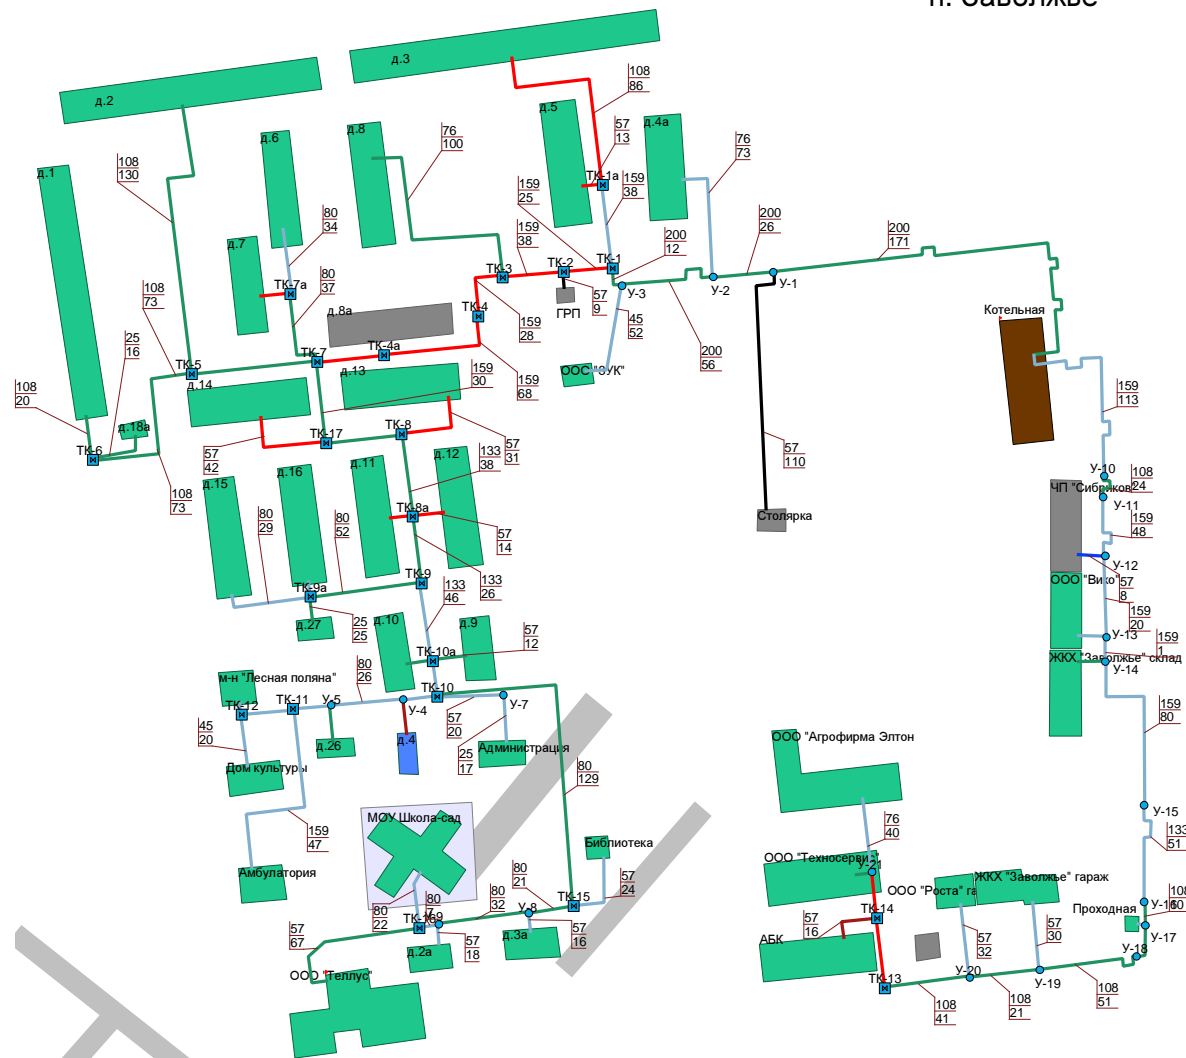 п. Заволжье
д.3
д.2
108
86
д.5
57
13
д.4а
76
73
д.6
д.8
76
100
д.1
108
130
ТК-1а
159
38
159
25
80
34
159
38
200
12
200
26
200
171
д.7
ТК-7а
80
37
ТК-3
ТК-2
ТК-1
У-3
У-2
У-1
108
73
д.8а
ТК-4
ГРП
57
9
45
52
Котельная
25
16
ТК-4а
159
28
ТК-5
ТК-7
200
56
д.14
д.13
159
30
159
68
159
113
108
20
д.18а
ТК-6
57
42
ТК-17
ТК-8
57
31
133
38
57
110
108
73
д.15
д.16
д.11
д.12
У-10
108
24
ЧП "Сибряков"
У-11
80
29
80
52
ТК-8а
57
14
Столярка
159
48
У-12
ТК-9а
ТК-9
133
26
133
46
ООО "Вико"
57
8
159
20
д.27
25
25
д.10
д.9
57
12
У-13
159
1
ТК-10а
ЖКХ "Заволжье" склад
У-14
м-н "Лесная поляна"
80
26
ТК-12
ТК-11
У-5
У-4
ТК-10
У-7
159
80
45
20
57
20
25
17
д.26
д.4
Администрация
ООО "Агрофирма Элтон
Дом культуры
80
129
159
47
МОУ Школа-сад
76
40
У-15
133
51
Библиотека
Амбулатория
80
21
57
24
ООО "Техносервис"
У-21
ООО "Роста" га
ЖКХ "Заволжье" гараж
80
32
80
7
80
22
ТК-16
У-9
У-8
ТК-15
ТК-14
Проходная
У-16
108
60
У-17
57
67
д.2а
57
18
д.3а
57
16
57
16
АБК
57
32
57
30
У-18
ООО "Теллус"
ТК-13
У-20
У-19
108
41
108
21
108
51